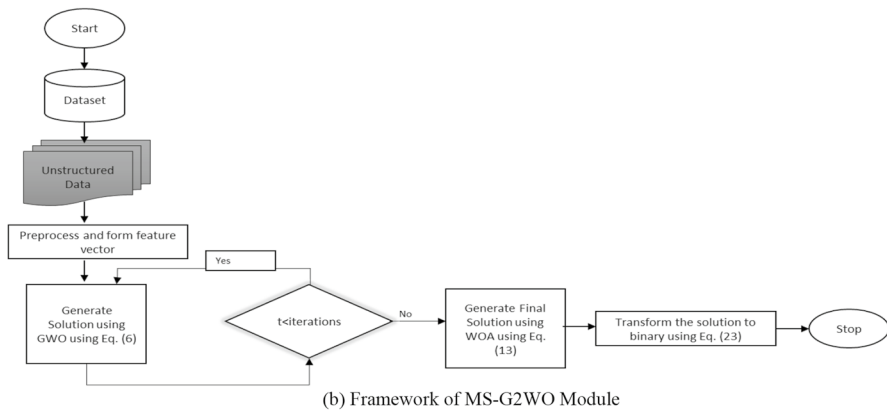 Start
Dataset
Unstructured
Data
Preprocess and form feature
vector
Yes
Generate
Solution using
GWO using Eq. (6)
t<iterations
No
Generate Final
Solution using
WOA using Eq.
(13)
Transform the solution to
binary using Eq. (23)
Stop
(b) Framework of MS-G2WO Module